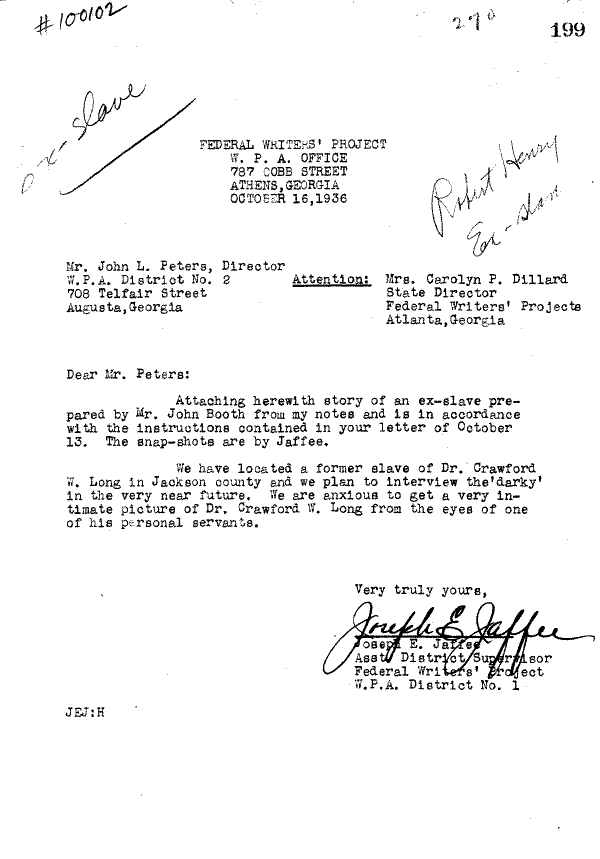 #100102
270
199
ex-slave
FEDERAL WRITERS' PROJECT
W. P. A. OFFICE
787 COBB STREET
ATHENS,GEORGIA
OCTOBER 16,1936
Robert Henry
Ex-slave
Mr. John L. Peters, Director
W.P.A. District No. 2 Attention: Mrs. Carolyn P. Dillard
708 Telfair Street State Director
Augusta,Georgia Federal Writers' Projects
Atlanta,Georgia
Dear Mr. Peters:
Attaching herewith story of an ex-slave pre-
pared by Mr. John Booth from my notes and is in accordance
with the instructions contained in your letter of October
13. The snap-shots are by Jaffee.
We have located a former slave of Dr. Crawford
W. Long in Jackson county and we plan to interview the'darky'
in the very near future. We are anxious to get a very in-
timate picture of Dr. Crawford W. Long from the eyes of one
of his personal servants.
Very truly yours,
Joseph E. Jaffee
Joseph E. Jaffee
Asst. District Supervisor
Federal Writers' Project
W.P.A. District No. 1
JEJ:H